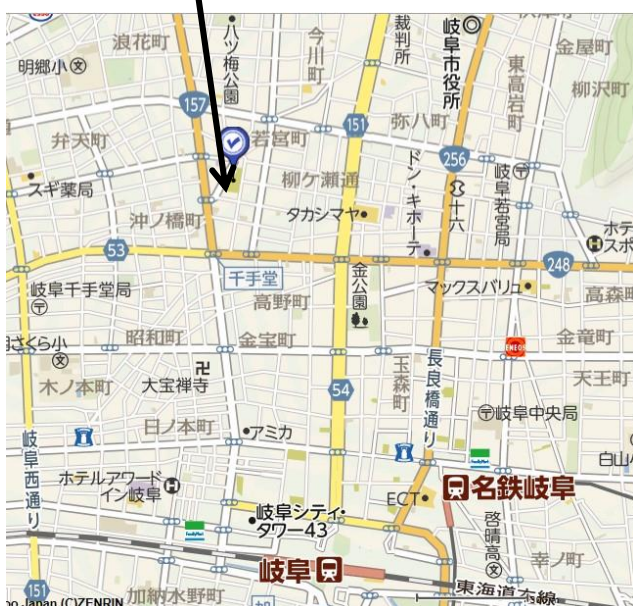 浪花町
八ツ梅公園
今川町
裁判所
岐阜市役所
東高岩町
金屋町
柳沢町
明郷小
157
151
弥八町
256
弁天町
若宮町
岐阜若宮局
スギ薬局
柳ケ瀬通
ドン・キホーテ
十六
沖ノ橋町
タカシマヤ
ホテ
スポ
53
248
千手堂
金公園
岐阜千手堂局
高野町
マックスバリュ
高森
昭和町
金宝町
金竜町
さくら小
ENEOS
大宝禅寺
玉森町
長良橋通り
天王町
木ノ本町
54
日ノ本町
アミカ
岐阜中央局
岐阜西通り
白山
ホテルアワード
イン岐阜
FamilyMart
ECT
名鉄岐阜
岐阜シティ・
タワー43
啓晴高
岐阜
幸ノ町
151
加納水野町
東海道本線
oo Japan (C)ZENRIN